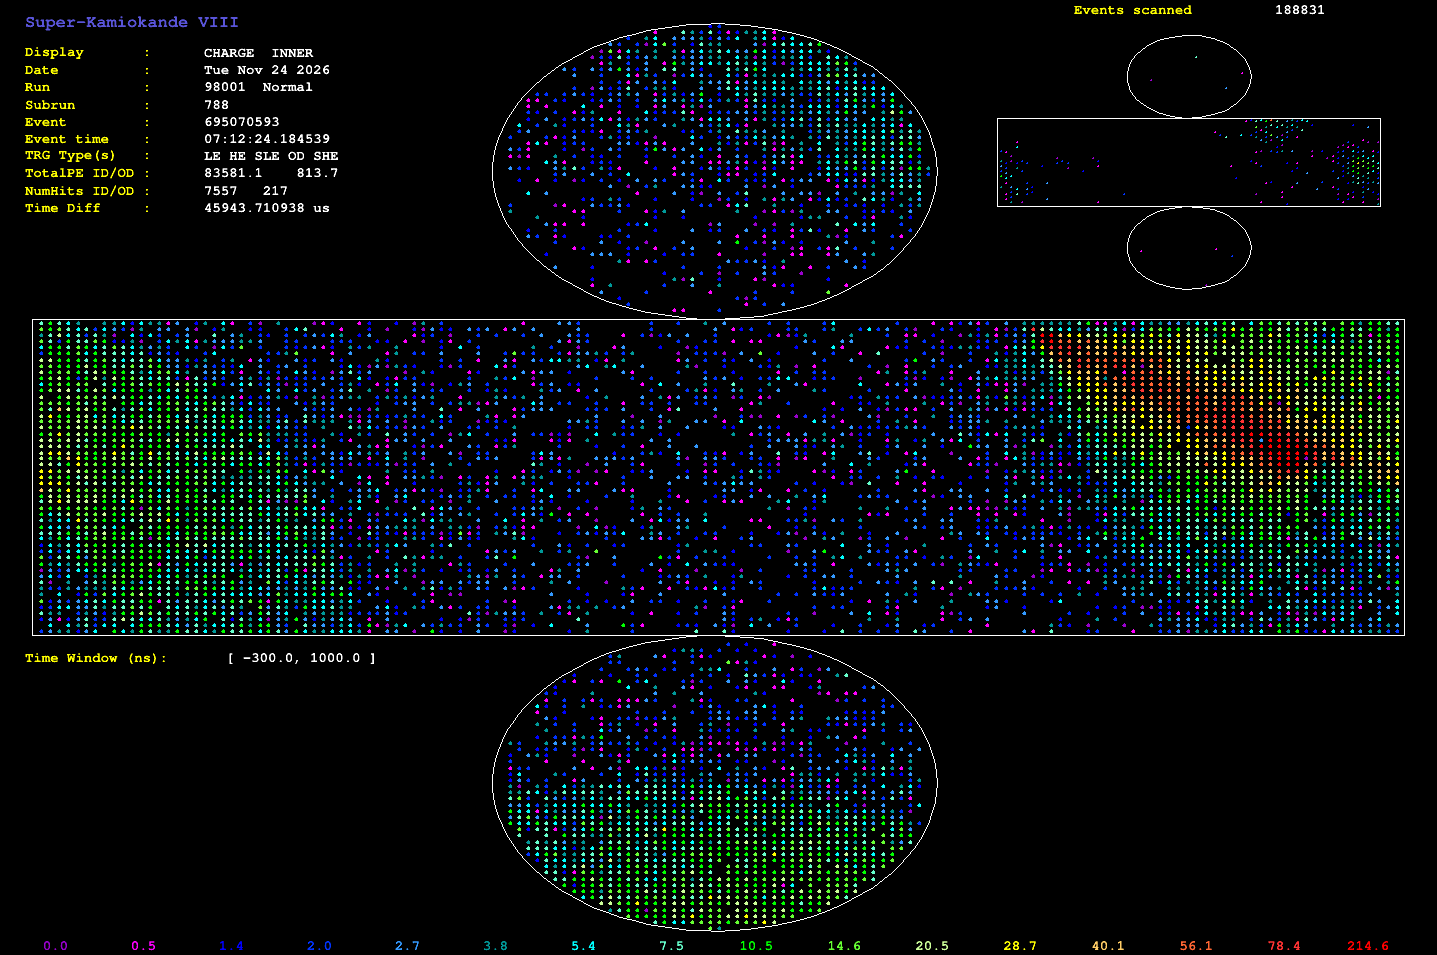 Super-Kamiokande VIII
Events scanned 188831
Display : CHARGE INNER
Date : Tue Nov 24 2026
Run : 98001 Normal
Subrun : 788
Event : 695070593
Event time : 07:12:24.184539
TRG Type(s) : LE HE SLE OD SHE
TotalPE ID/OD : 83581.1 813.7
NumHits ID/OD : 7557 217
Time Diff : 45943.710938 us
Time Window (ns): [ -300.0, 1000.0 ]
0.0 0.5 1.4 2.0 2.7 3.8 5.4 7.5 10.5 14.6 20.5 28.7 40.1 56.1 78.4 214.6